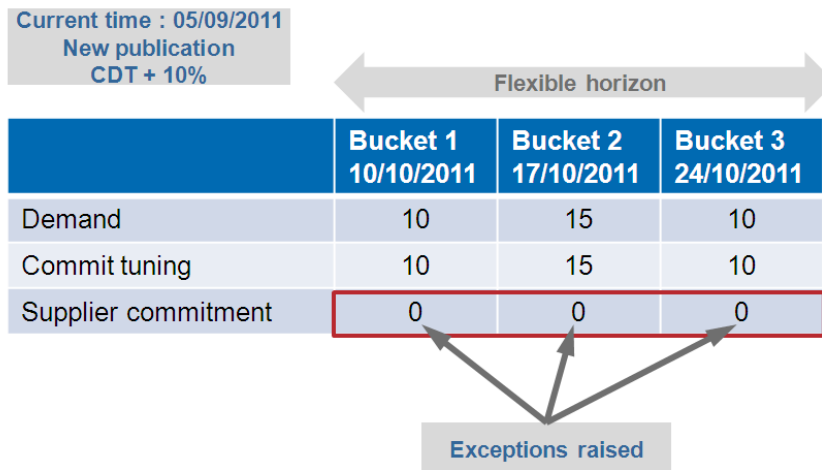 Current time : 05/09/2011
New publication
CDT + 10%
Flexible horizon
Bucket 1 Bucket 2 Bucket 3
10/10/2011 17/10/2011 24/10/2011
Demand 10 15 10
Commit tuning 10 15 10
Supplier commitment 0 0 0
Exceptions raised